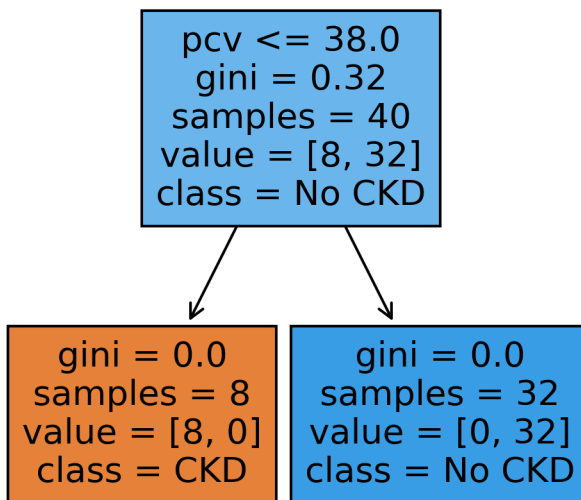 pcv <= 38.0
gini = 0.32
samples = 40
value = [8, 32]
class = No CKD
gini = 0.0
samples = 8
value = [8, 0]
class = CKD
gini = 0.0
samples = 32
value = [0, 32]
class = No CKD